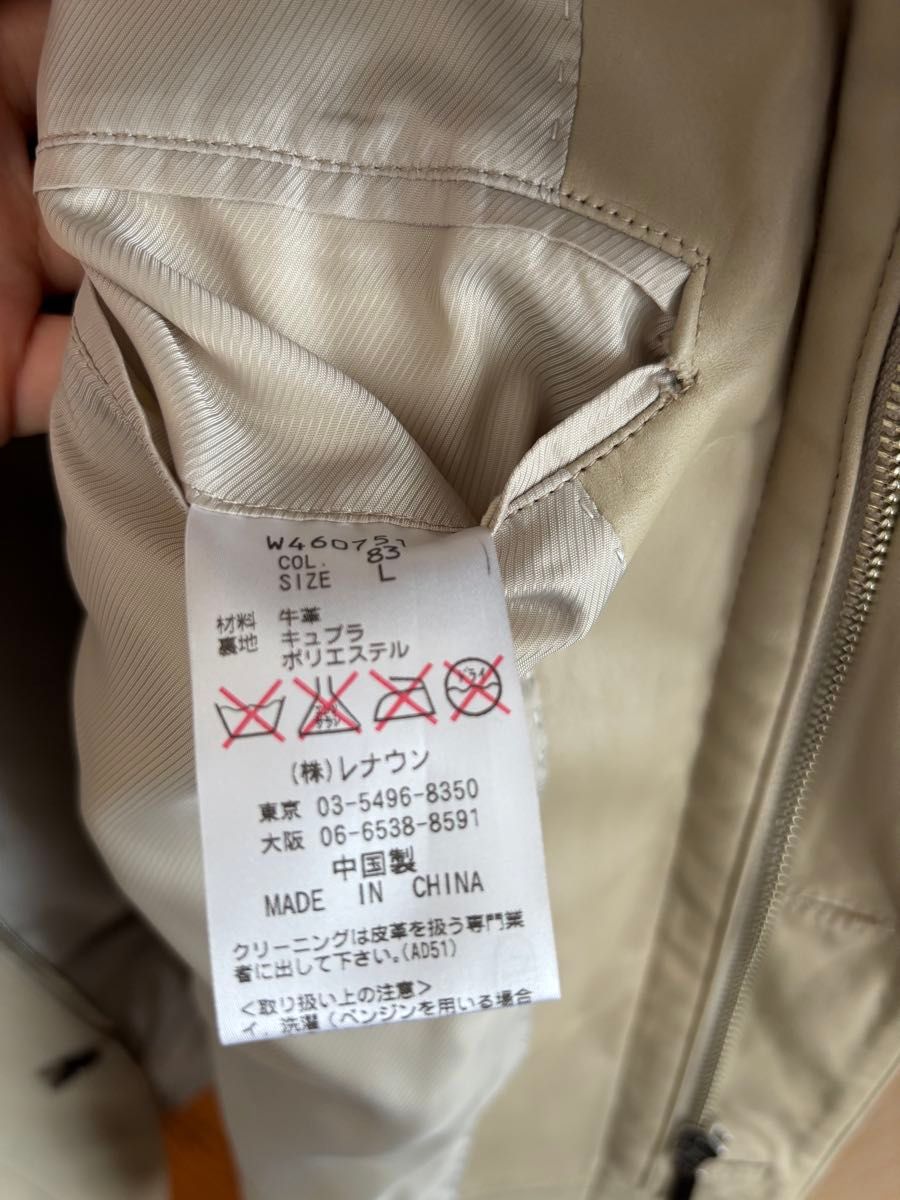 W460751
COL. 83
SIZE L
材料 牛革
裏地 キュプラ
ポリエステル
ドライ
(株)レナウン
東京 03-5496-8350
大阪 06-6538-8591
中国製
MADE IN CHINA
クリーニングは皮革を扱う専門業
者に出して下さい。(AD51)
<取り扱い上の注意>
イ、洗濯(ベンジンを用いる場合